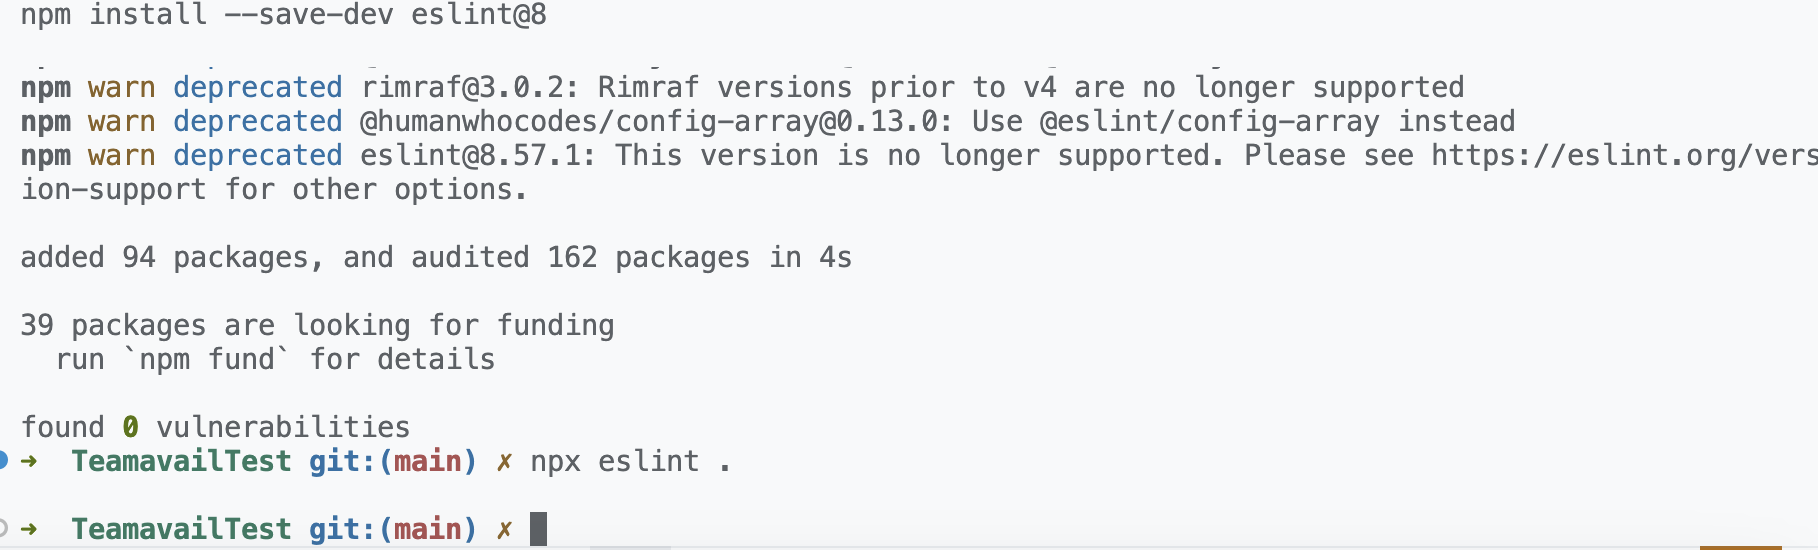 npm install --save-dev eslint@8
npm warn deprecated rimraf@3.0.2: Rimraf versions prior to v4 are no longer supported
npm warn deprecated @humanwhocodes/config-array@0.13.0: Use @eslint/config-array instead
npm warn deprecated eslint@8.57.1: This version is no longer supported. Please see https://eslint.org/vers
ion-support for other options.
added 94 packages, and audited 162 packages in 4s
39 packages are looking for funding
  run `npm fund` for details
found 0 vulnerabilities
➜  TeamavailTest git:(main) ✗ npx eslint .
➜  TeamavailTest git:(main) ✗